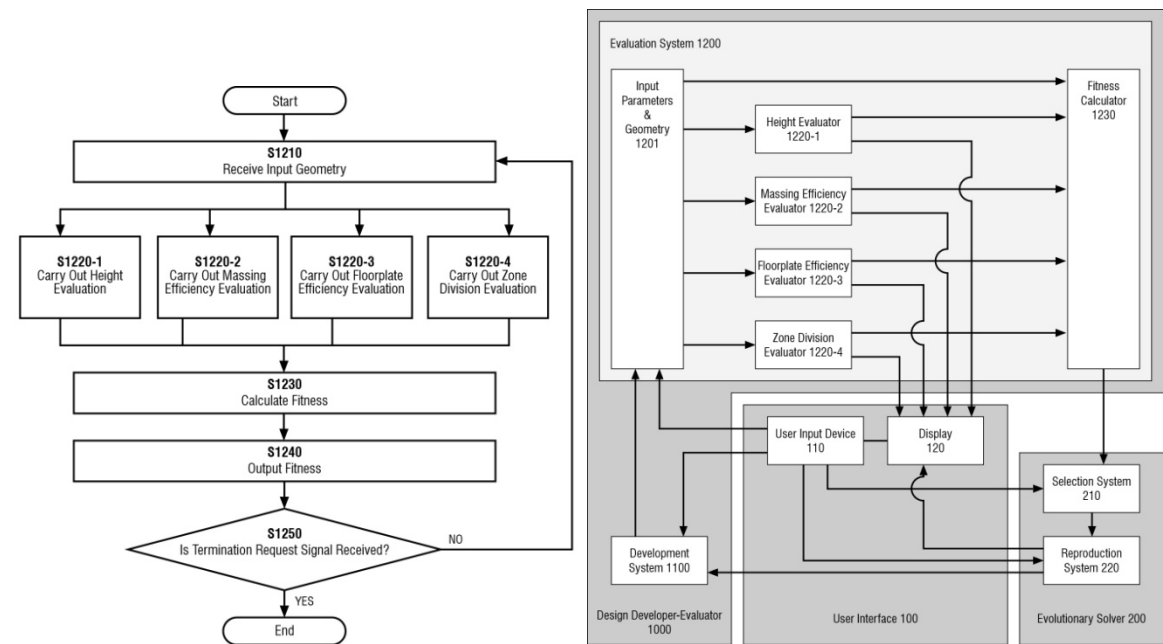 Start
S1210
Receive Input Geometry
S1220-1
Carry Out Height
Evaluation
S1220-2
Carry Out Massing
Efficiency Evaluation
S1220-3
Carry Out Floorplate
Efficiency Evaluation
S1220-4
Carry Out Zone
Division Evaluation
S1230
Calculate Fitness
S1240
Output Fitness
S1250
Is Termination Request Signal Received?
NO
YES
End
Evaluation System 1200
Input
Parameters
&
Geometry
1201
Height Evaluator
1220-1
Massing Efficiency
Evaluator 1220-2
Floorplate Efficiency
Evaluator 1220-3
Zone Division
Evaluator 1220-4
Fitness
Calculator
1230
User Input Device
110
Display
120
Selection System
210
Development
System 1100
Reproduction
System 220
Design Developer-Evaluator
1000
User Interface 100
Evolutionary Solver 200